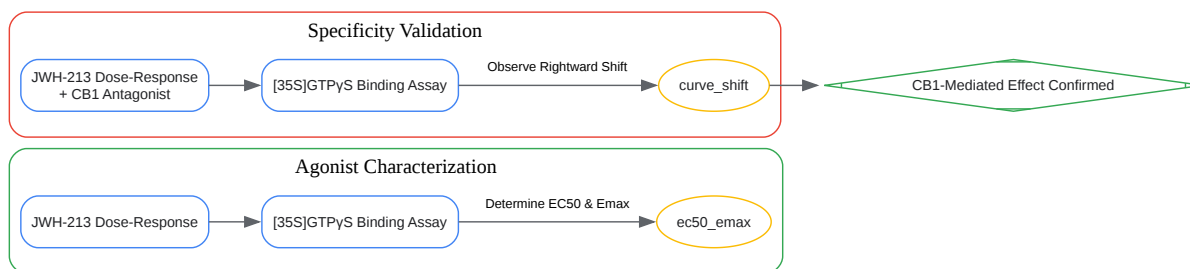 Specificity Validation
JWH-213 Dose-Response
+ CB1 Antagonist
[35S]GTPγS Binding Assay
Observe Rightward Shift
curve_shift
CB1-Mediated Effect Confirmed
Agonist Characterization
JWH-213 Dose-Response
[35S]GTPγS Binding Assay
Determine EC50 & Emax
ec50_emax